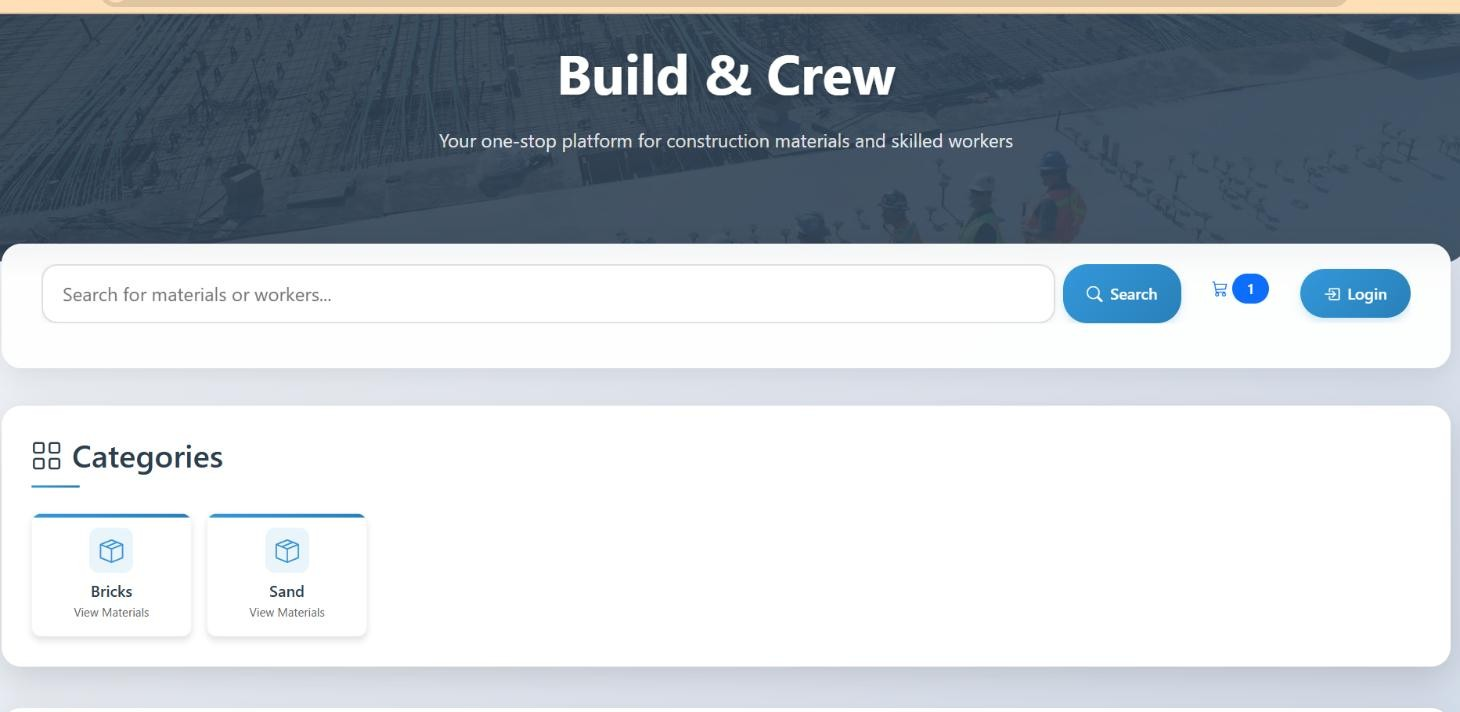 Build & Crew
Your one-stop platform for construction materials and skilled workers
Search for materials or workers...
Search
1
Login
Categories
Bricks
View Materials
Sand
View Materials